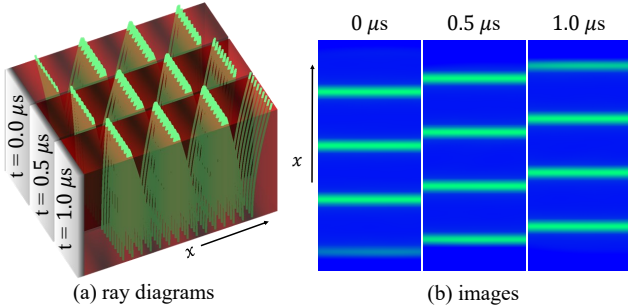 t = 0.0 μs
t = 0.5 μs
t = 1.0 μs
x
(a) ray diagrams
0 μs
0.5 μs
1.0 μs
x
(b) images